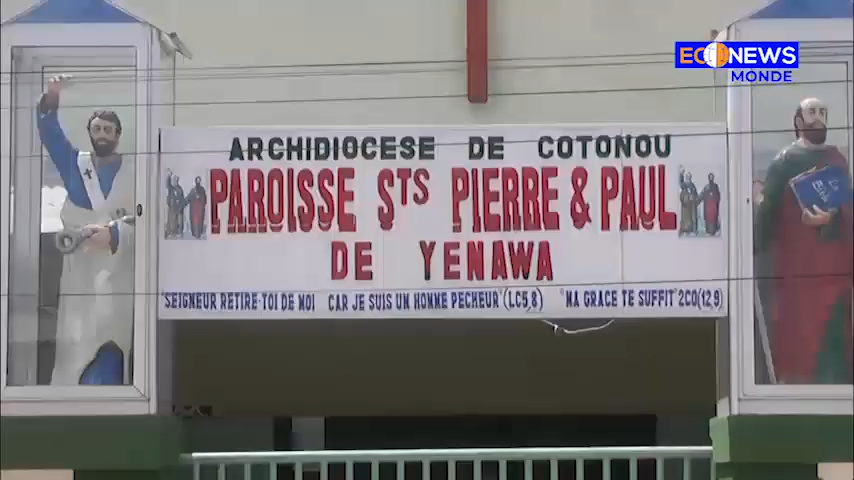 ECONEWS
MONDE
ARCHIDIOCESE DE COTONOU
PAROISSE STS PIERRE & PAUL
DE YENAWA
"SEIGNEUR RETIRE-TOI DE MOI CAR JE SUIS UN HOMME PECHEUR" (LC5,8) "MA GRACE TE SUFFIT" 2CO(12,9)